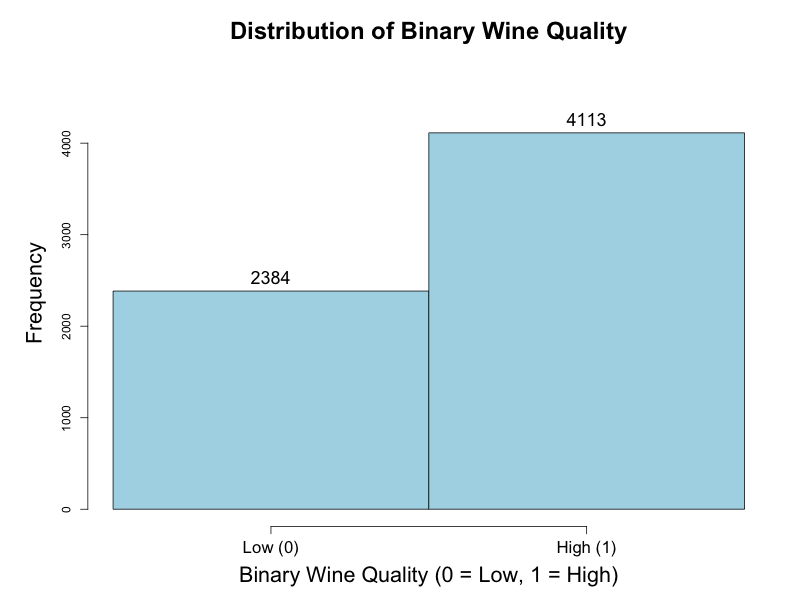 Distribution of Binary Wine Quality
4113
2384
Frequency
4000
3000
2000
1000
0
Low (0)
High (1)
Binary Wine Quality (0 = Low, 1 = High)